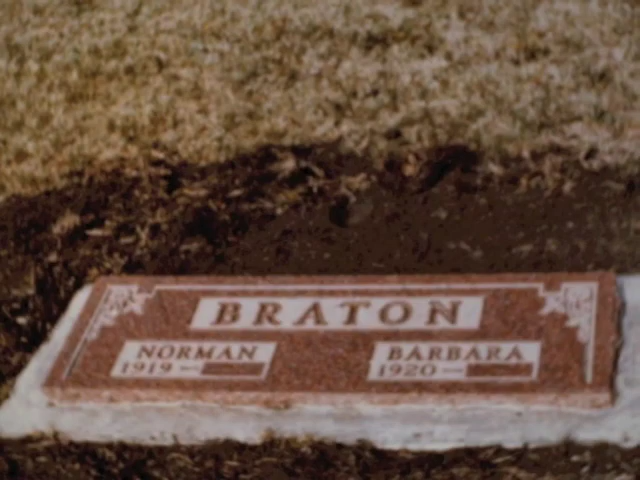 BRATON
NORMAN
1919 —
BARBARA
1920 —